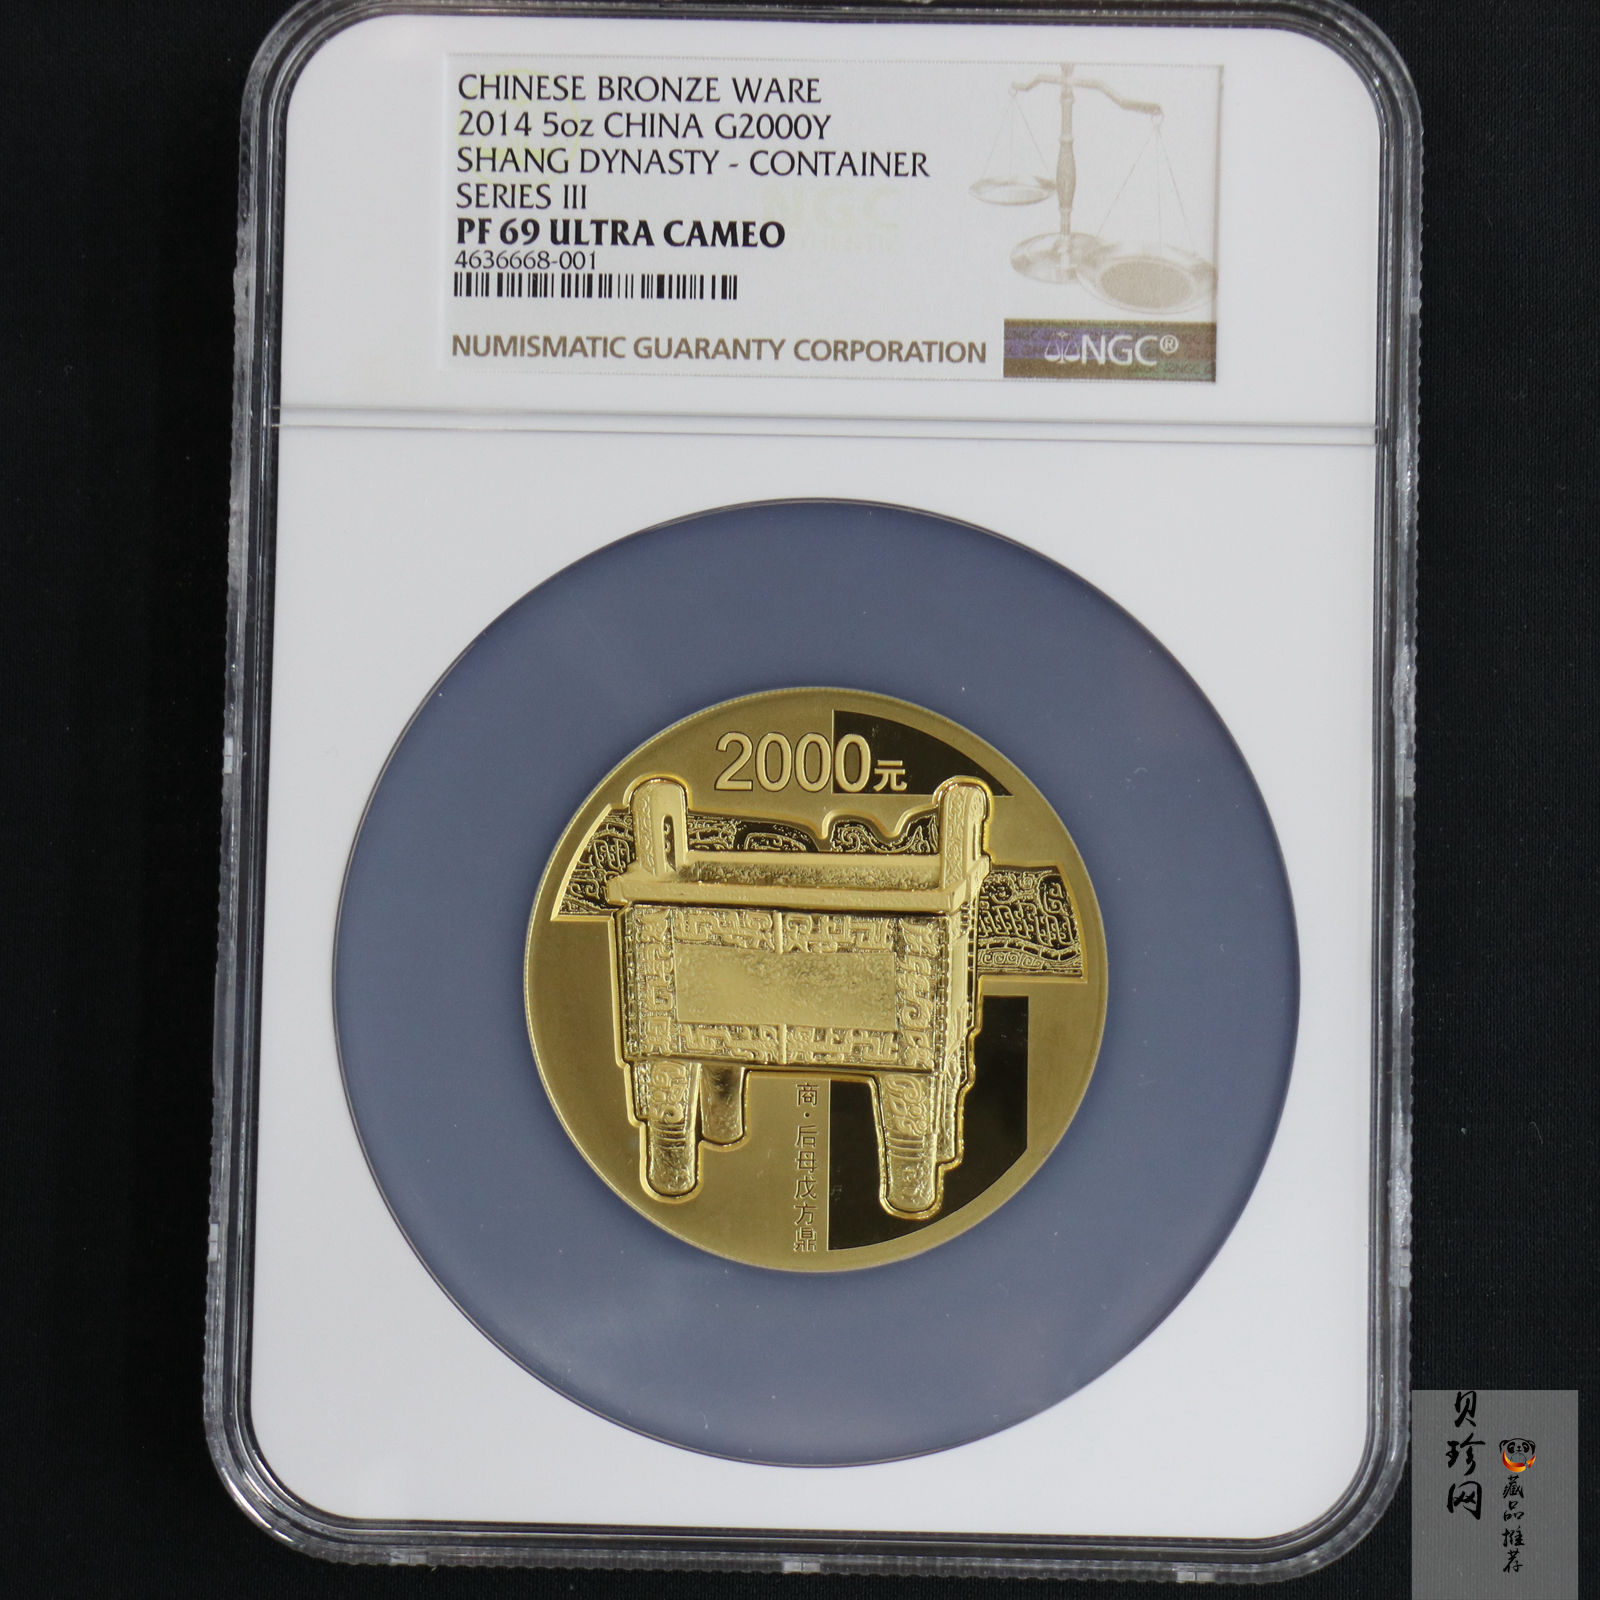 CHINESE BRONZE WARE
2014 5oz CHINA G2000Y
SHANG DYNASTY - CONTAINER
SERIES III
PF 69 ULTRA CAMEO
4636668-001
NUMISMATIC GUARANTY CORPORATION
NGC®
2000元
商·后母戊方鼎
贝珍网
藏品推荐